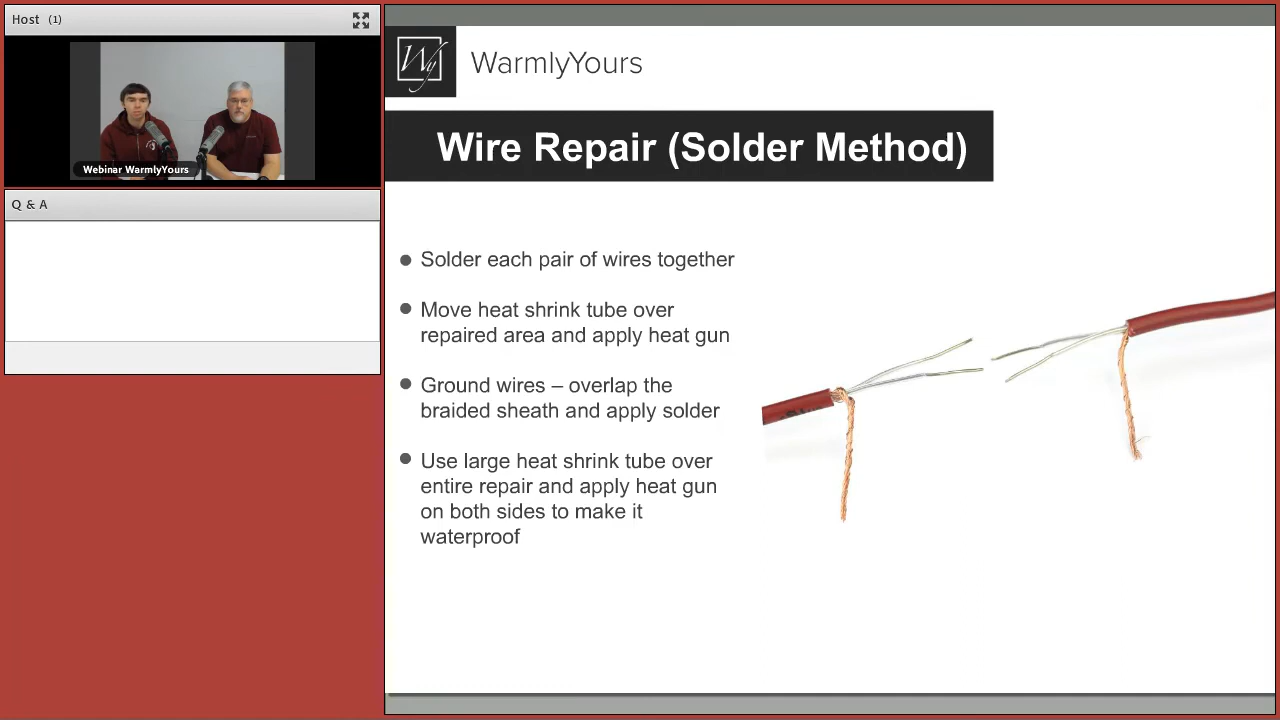 Host (1)
Webinar WarmlyYours
Q & A
Wy
WarmlyYours
Wire Repair (Solder Method)
● Solder each pair of wires together
● Move heat shrink tube over
repaired area and apply heat gun
● Ground wires – overlap the
braided sheath and apply solder
● Use large heat shrink tube over
entire repair and apply heat gun
on both sides to make it
waterproof